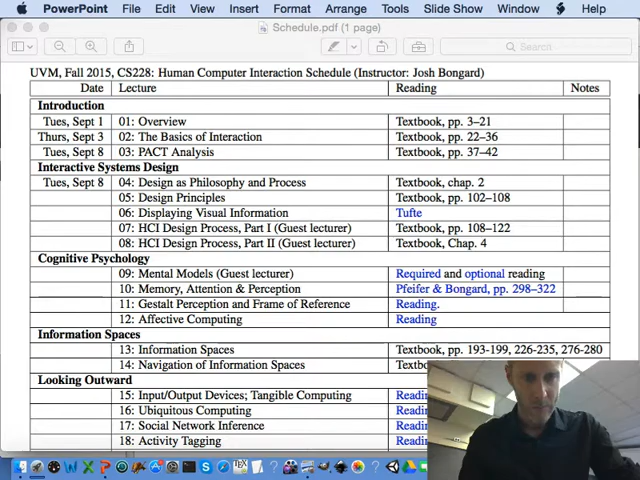 PowerPoint File Edit View Insert Format Arrange Tools Slide Show Window Help
Schedule.pdf (1 page)
Search
UVM, Fall 2015, CS228: Human Computer Interaction Schedule (Instructor: Josh Bongard)
Date Lecture Reading Notes
Introduction
Tues, Sept 1 01: Overview Textbook, pp. 3–21
Thurs, Sept 3 02: The Basics of Interaction Textbook, pp. 22–36
Tues, Sept 8 03: PACT Analysis Textbook, pp. 37–42
Interactive Systems Design
Tues, Sept 8 04: Design as Philosophy and Process Textbook, chap. 2
05: Design Principles Textbook, pp. 102–108
06: Displaying Visual Information Tufte
07: HCI Design Process, Part I (Guest lecturer) Textbook, pp. 108–122
08: HCI Design Process, Part II (Guest lecturer) Textbook, Chap. 4
Cognitive Psychology
09: Mental Models (Guest lecturer) Required and optional reading
10: Memory, Attention & Perception Pfeifer & Bongard, pp. 298–322
11: Gestalt Perception and Frame of Reference Reading.
12: Affective Computing Reading
Information Spaces
13: Information Spaces Textbook, pp. 193-199, 226-235, 276-280
14: Navigation of Information Spaces Textb
Looking Outward
15: Input/Output Devices; Tangible Computing Readin
16: Ubiquitous Computing Readin
17: Social Network Inference Readin
18: Activity Tagging Readin